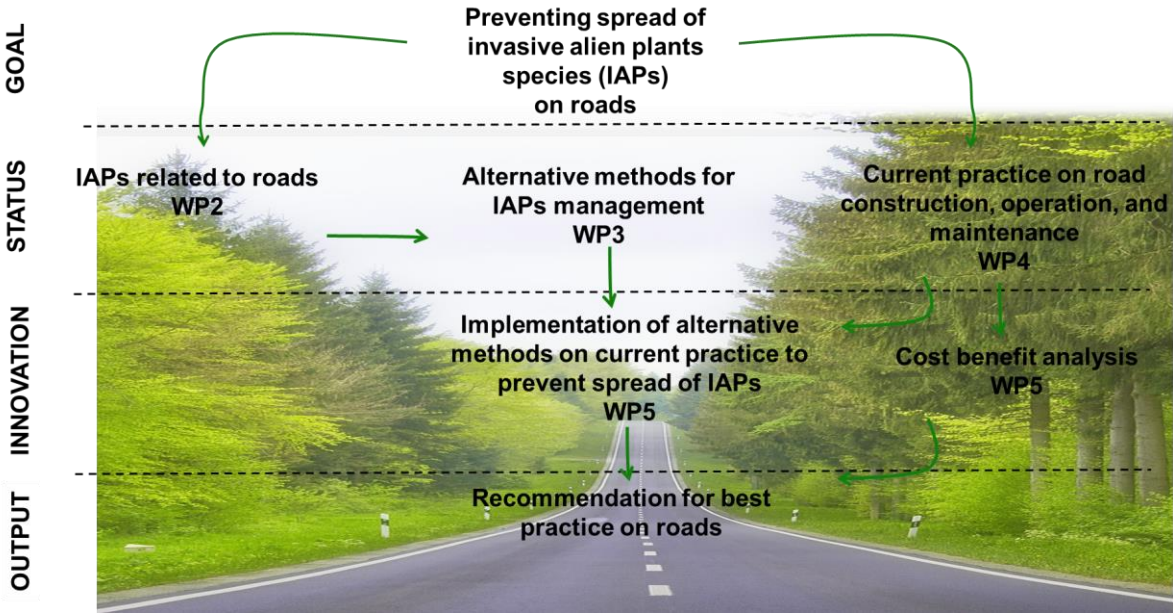 GOAL
Preventing spread of
invasive alien plants
species (IAPs)
on roads
STATUS
IAPs related to roads
WP2
Alternative methods for
IAPs management
WP3
Current practice on road
construction, operation, and
maintenance
WP4
INNOVATION
Implementation of alternative
methods on current practice to
prevent spread of IAPs
WP5
Cost benefit analysis
WP5
OUTPUT
Recommendation for best
practice on roads